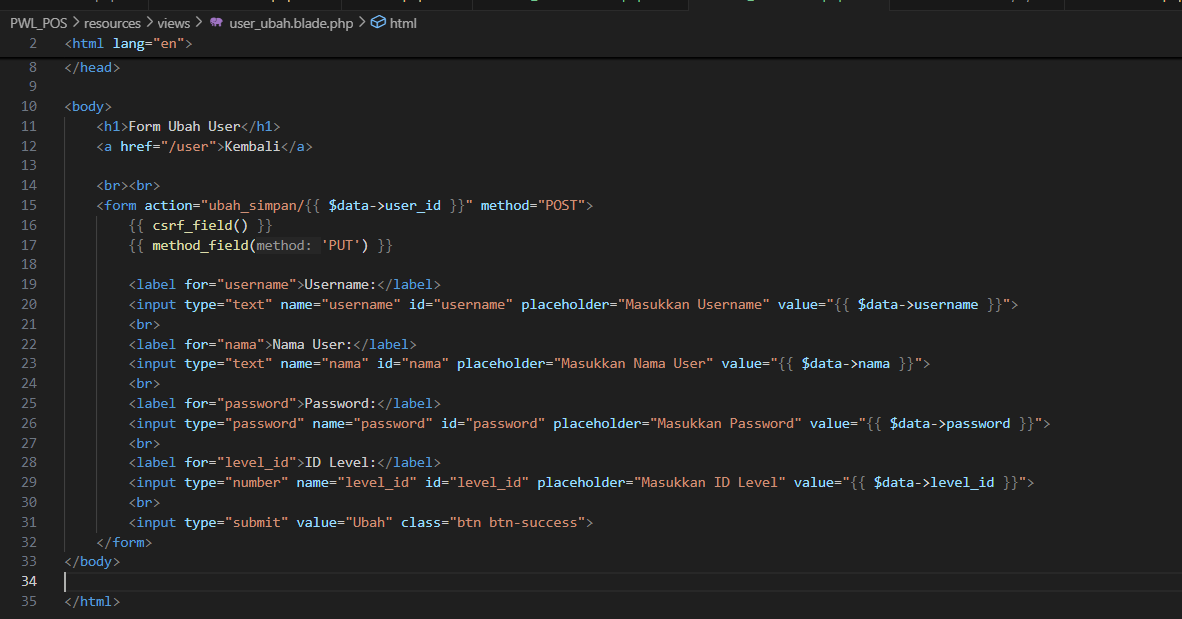 PWL_POS > resources > views > user_ubah.blade.php > html
2 <html lang="en">
8 </head>
9
10 <body>
11 <h1>Form Ubah User</h1>
12 <a href="/user">Kembali</a>
13
14 <br><br>
15 <form action="ubah_simpan/{{ $data->user_id }}" method="POST">
16 {{ csrf_field() }}
17 {{ method_field(method: 'PUT') }}
18
19 <label for="username">Username:</label>
20 <input type="text" name="username" id="username" placeholder="Masukkan Username" value="{{ $data->username }}">
21 <br>
22 <label for="nama">Nama User:</label>
23 <input type="text" name="nama" id="nama" placeholder="Masukkan Nama User" value="{{ $data->nama }}">
24 <br>
25 <label for="password">Password:</label>
26 <input type="password" name="password" id="password" placeholder="Masukkan Password" value="{{ $data->password }}">
27 <br>
28 <label for="level_id">ID Level:</label>
29 <input type="number" name="level_id" id="level_id" placeholder="Masukkan ID Level" value="{{ $data->level_id }}">
30 <br>
31 <input type="submit" value="Ubah" class="btn btn-success">
32 </form>
33 </body>
34
35 </html>